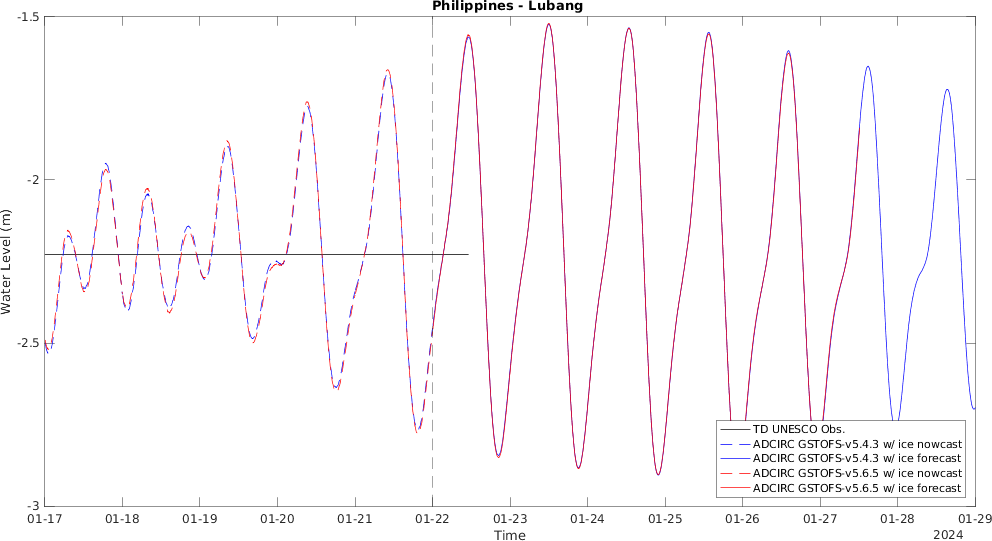 Philippines - Lubang
-1.5
-2
-2.5
-3
Water Level (m)
01-17
01-18
01-19
01-20
01-21
01-22
01-23
01-24
01-25
01-26
01-27
01-28
01-29
Time
2024
TD UNESCO Obs.
ADCIRC GSTOFS-v5.4.3 w/ ice nowcast
ADCIRC GSTOFS-v5.4.3 w/ ice forecast
ADCIRC GSTOFS-v5.6.5 w/ ice nowcast
ADCIRC GSTOFS-v5.6.5 w/ ice forecast